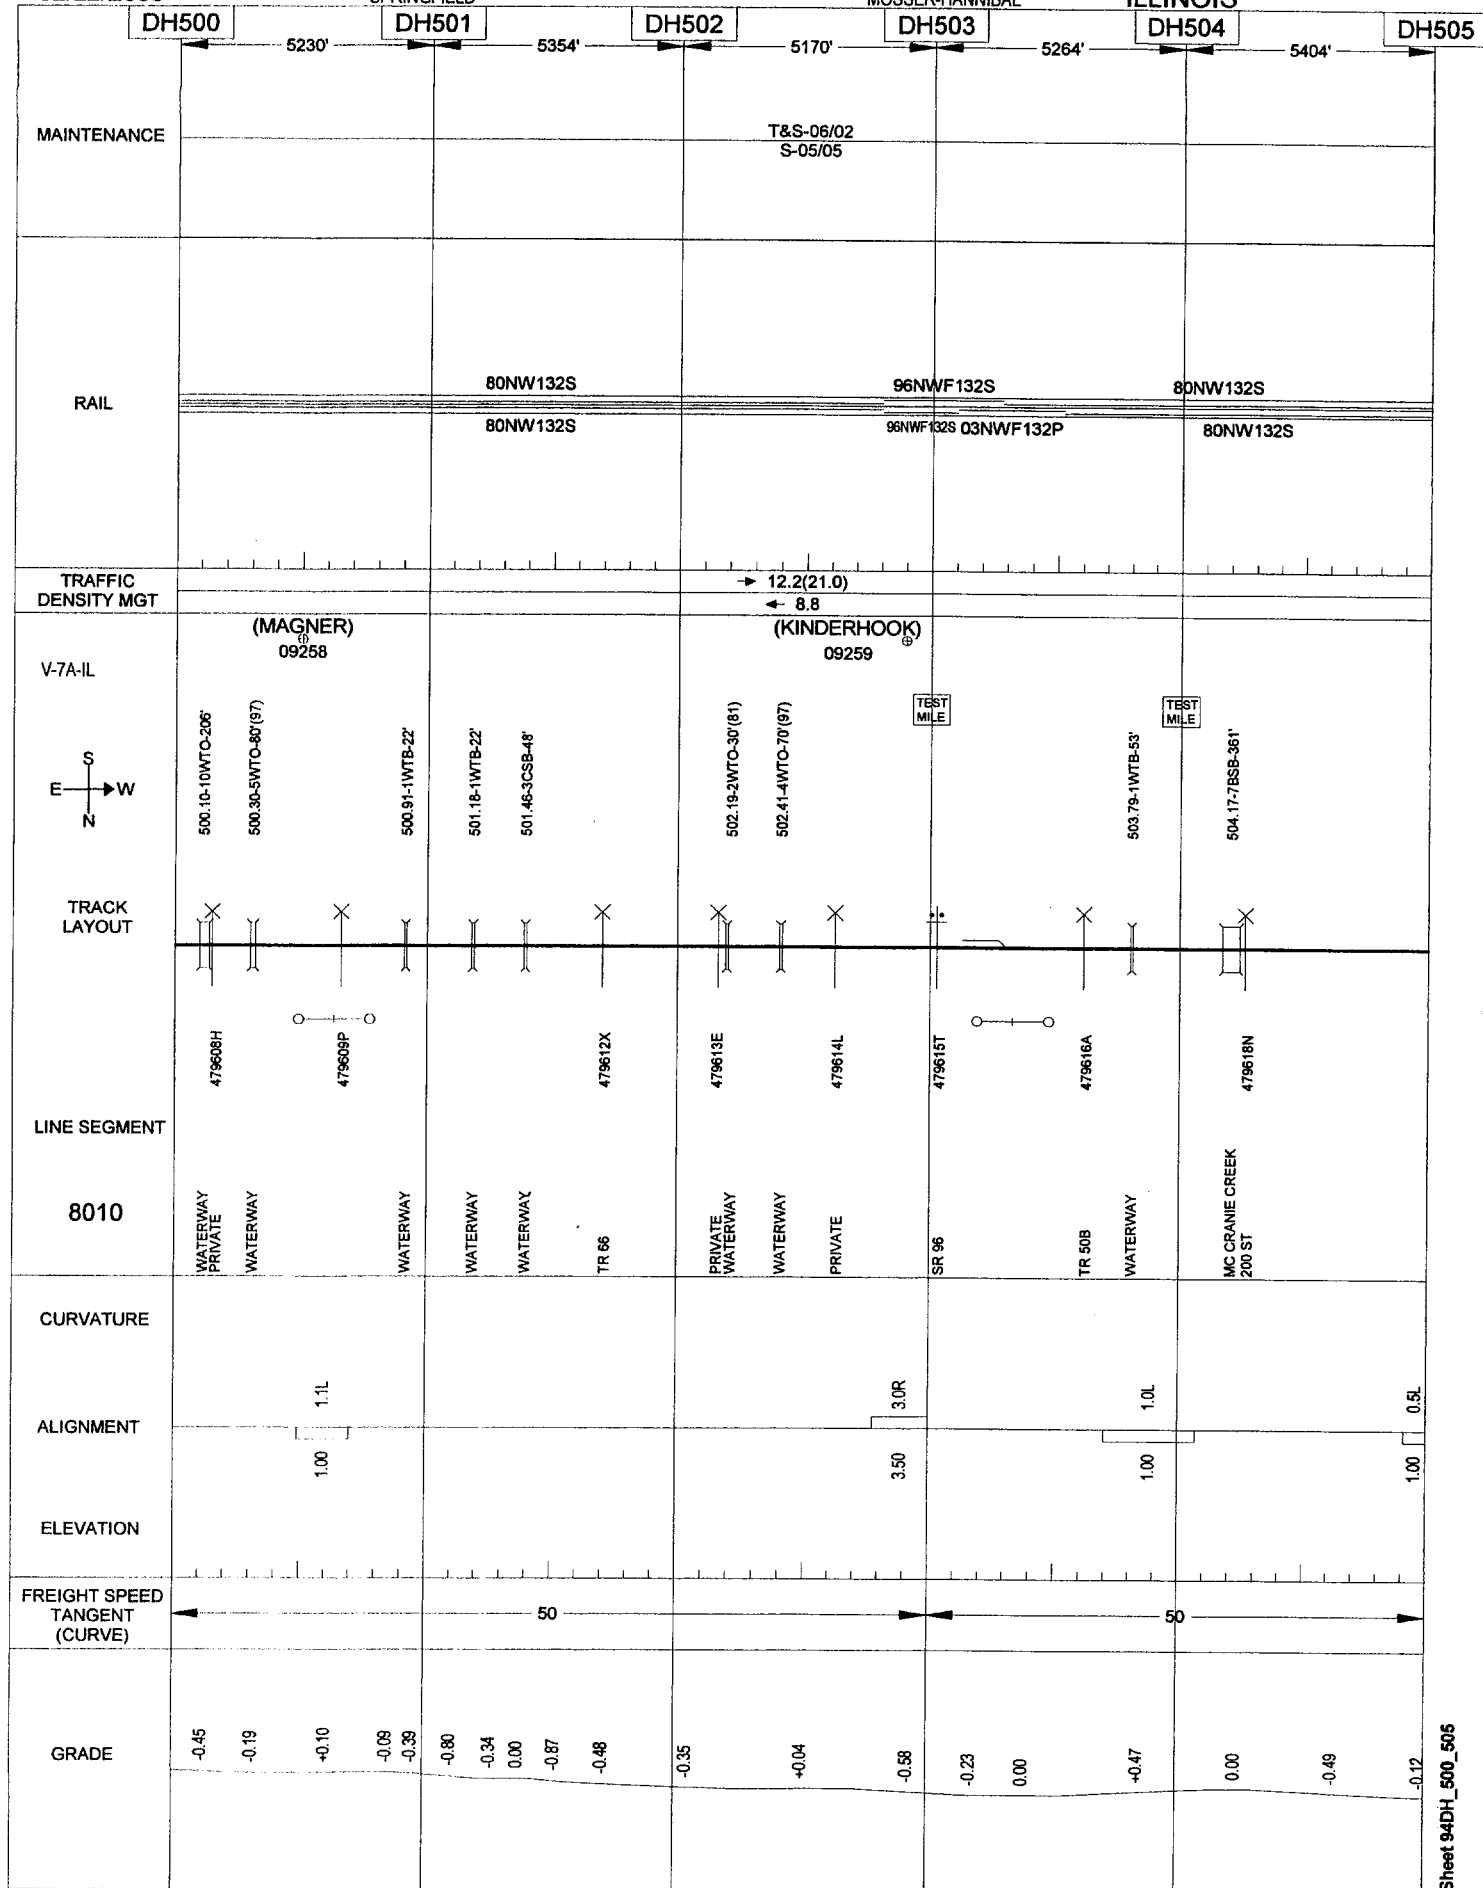 ILLINOIS
DH500
DH501
DH502
DH503
DH504
DH505
5230'
5354'
5170'
5264'
5404'
MAINTENANCE
T&S-06/02
S-05/05
RAIL
80NW132S
96NWF132S
80NW132S
80NW132S
96NWF132S
03NWF132P
80NW132S
TRAFFIC
DENSITY MGT
12.2(21.0)
8.8
(MAGNER)
09258
(KINDERHOOK)
09259
V-7A-IL
S
E
W
N
500.10-10WTO-206'
500.30-5WTO-80'(97)
500.91-1WTB-22'
501.18-1WTB-22'
501.46-3CSB-48'
502.19-2WTO-30'(81)
502.41-4WTO-70'(97)
TEST
MILE
503.79-1WTB-53'
TEST
MILE
504.17-7BSB-361'
TRACK
LAYOUT
479608H
479609P
479612X
479613E
479614L
479615T
479616A
479618N
LINE SEGMENT
8010
WATERWAY
PRIVATE
WATERWAY
WATERWAY
WATERWAY
WATERWAY
TR 66
PRIVATE
WATERWAY
WATERWAY
PRIVATE
SR 96
TR 50B
WATERWAY
MC CRANIE CREEK
200 ST
CURVATURE
1.1L
3.0R
1.0L
0.5L
ALIGNMENT
1.00
3.50
1.00
1.00
ELEVATION
FREIGHT SPEED
TANGENT
(CURVE)
50
50
GRADE
-0.45
-0.19
+0.10
-0.09
-0.39
-0.80
-0.34
0.00
-0.87
-0.48
-0.35
+0.04
-0.58
-0.23
0.00
+0.47
0.00
-0.49
-0.12
Sheet 94DH_500_505